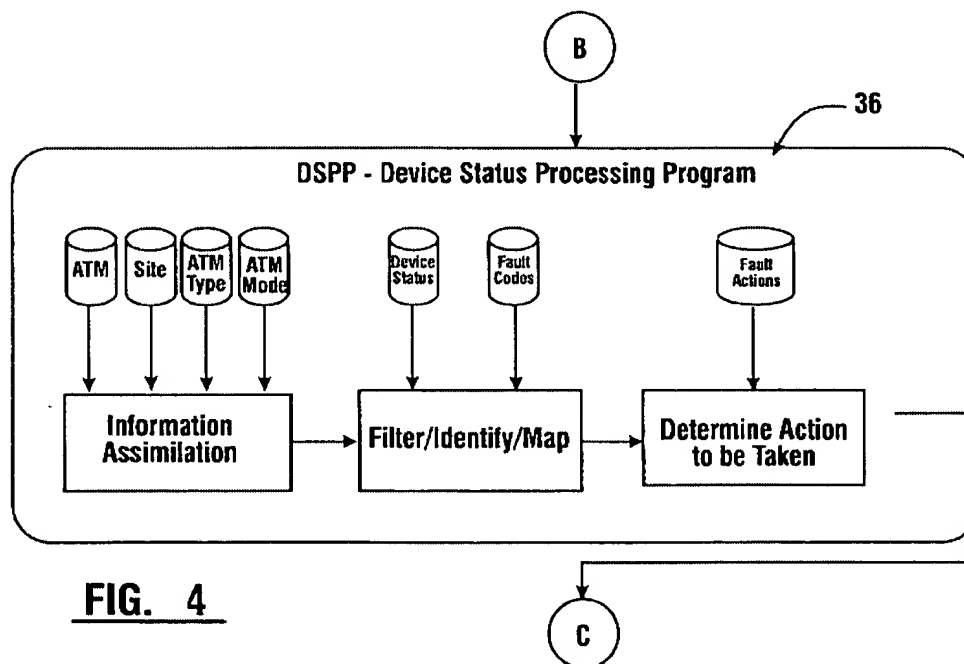 B
36
DSPP - Device Status Processing Program
ATM
Site
ATM
Type
ATM
Mode
Device
Status
Fault
Codes
Fault
Actions
Information
Assimilation
Filter/Identify/Map
Determine Action
to be Taken
FIG. 4
C